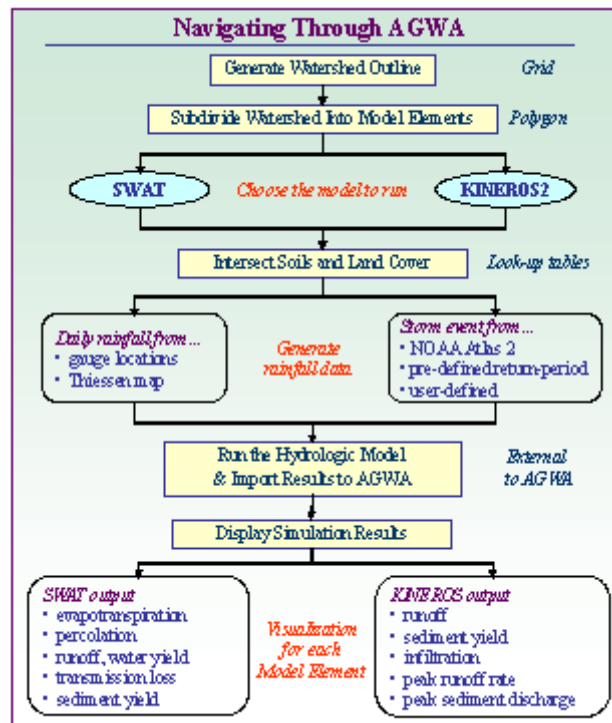 Navigating Through AGWA
Generate Watershed Outline
Grid
Subdivide Watershed Into Model Elements
Polygon
SWAT
Choose the model to run
KINEROS2
Intersect Soils and Land Cover
Look-up tables
Daily rainfall from...
• gauge locations
• Thiessen map
Generate
rainfall data
Storm event from...
• NOAA Atlas 2
• pre-defined return-period
• user-defined
Run the Hydrologic Model
& Import Results to AGWA
External
to AGWA
Display Simulation Results
SWAT output
• evapotranspiration
• percolation
• runoff, water yield
• transmission loss
• sediment yield
Visualization
for each
Model Element
KINEROS output
• runoff
• sediment yield
• infiltration
• peak runoff rate
• peak sediment discharge